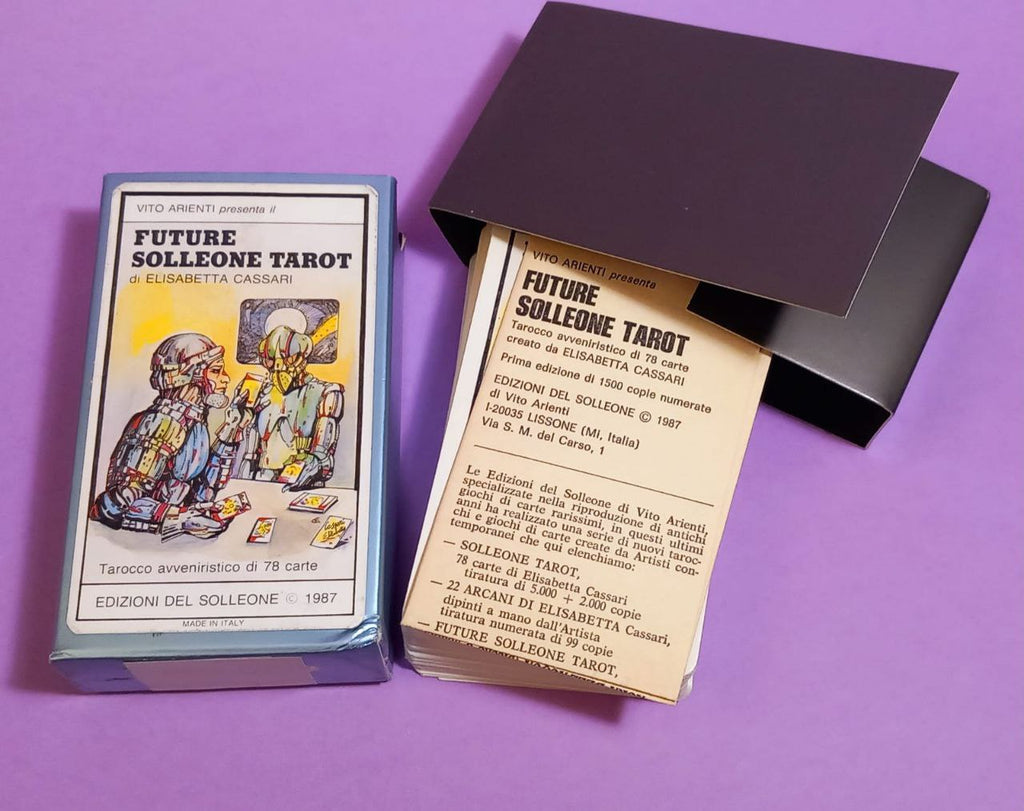 VITO ARIENTI presenta il
FUTURE
SOLLEONE TAROT
di ELISABETTA CASSARI
Tarocco avveniristico di 78 carte
EDIZIONI DEL SOLLEONE © 1987
MADE IN ITALY
VITO ARIENTI presenta
FUTURE
SOLLEONE TAROT
Tarocco avveniristico di 78 carte
creato da ELISABETTA CASSARI
Prima edizione di 1500 copie numerate
EDIZIONI DEL SOLLEONE © 1987
di Vito Arienti
I-20035 LISSONE (MI, Italia)
Via S. M. del Carso, 1
Le Edizioni del Solleone di Vito Arienti,
specializzate nella riproduzione di antichi
giochi di carte rarissimi, in questi ultimi
anni ha realizzato una serie di nuovi taroc-
chi e giochi di carte create da Artisti con-
temporanei che qui elenchiamo:
— SOLLEONE TAROT,
78 carte di Elisabetta Cassari
tiratura di 5.000 + 2.000 copie
— 22 ARCANI DI ELISABETTA Cassari,
dipinti a mano dall'Artista
tiratura numerata di 99 copie
— FUTURE SOLLEONE TAROT,